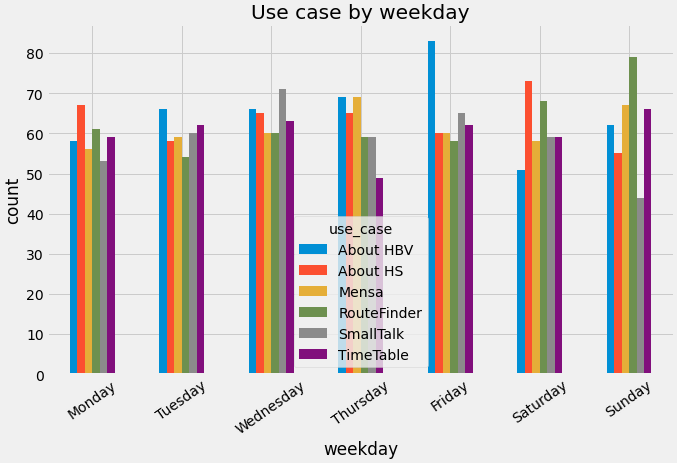 Use case by weekday
count
80
70
60
50
40
30
20
10
0
use_case
About HBV
About HS
Mensa
RouteFinder
SmallTalk
TimeTable
Monday
Tuesday
Wednesday
Thursday
Friday
Saturday
Sunday
weekday